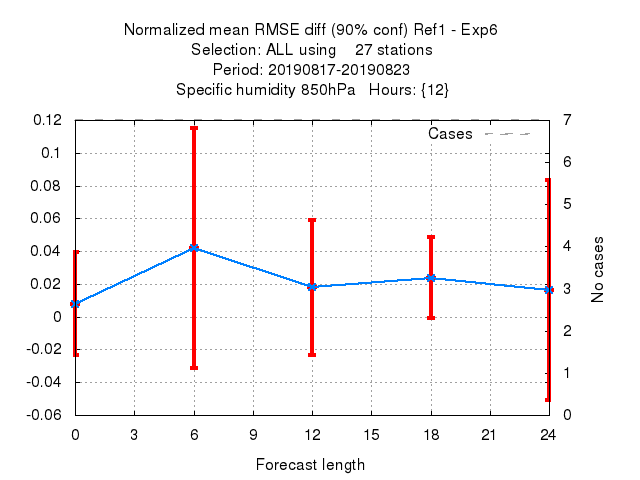 Normalized mean RMSE diff (90% conf) Ref1 - Exp6
Selection: ALL using    27 stations
Period: 20190817-20190823
Specific humidity 850hPa   Hours: {12}
Cases
0.12
0.1
0.08
0.06
0.04
0.02
0
-0.02
-0.04
-0.06
7
6
5
4
3
2
1
0
No cases
0 3 6 9 12 15 18 21 24
Forecast length